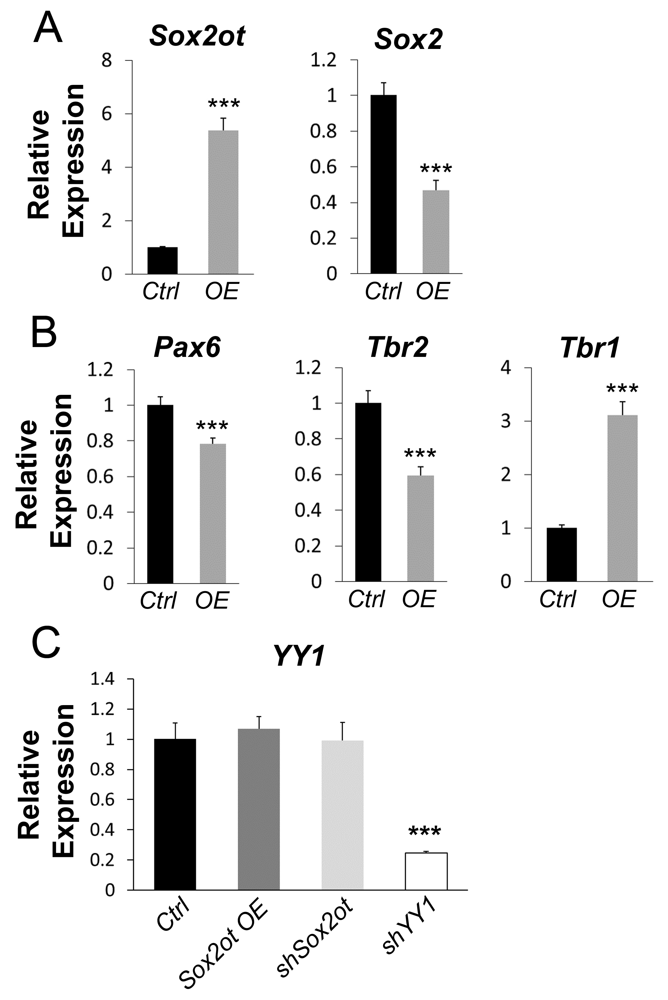 A
Sox2ot
Sox2
Relative
Expression
8
6
4
2
0
***
Ctrl OE
1.2
1
0.8
0.6
0.4
0.2
0
***
Ctrl OE
B
Pax6
Tbr2
Tbr1
Relative
Expression
1.2
1
0.8
0.6
0.4
0.2
0
***
Ctrl OE
1.2
1
0.8
0.6
0.4
0.2
0
***
Ctrl OE
4
3
2
1
0
***
Ctrl OE
C
YY1
Relative
Expression
1.4
1.2
1
0.8
0.6
0.4
0.2
0
***
Ctrl
Sox2ot OE
shSox2ot
shYY1